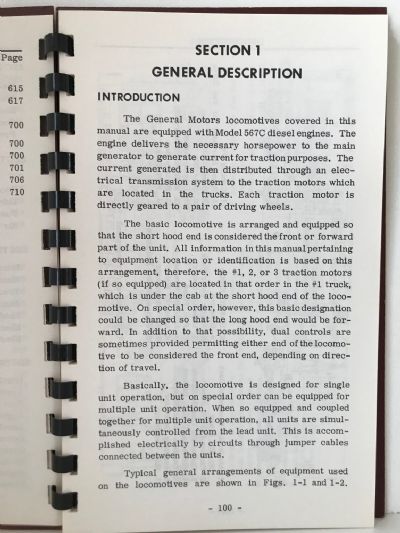 Page
615
617
700
700
700
701
706
710
SECTION 1
GENERAL DESCRIPTION
INTRODUCTION
The General Motors locomotives covered in this
manual are equipped with Model 567C diesel engines. The
engine delivers the necessary horsepower to the main
generator to generate current for traction purposes. The
current generated is then distributed through an elec-
trical transmission system to the traction motors which
are located in the trucks. Each traction motor is
directly geared to a pair of driving wheels.
The basic locomotive is arranged and equipped so
that the short hood end is considered the front or forward
part of the unit. All information in this manual pertaining
to equipment location or identification is based on this
arrangement, therefore, the #1, 2, or 3 traction motors
(if so equipped) are located in that order in the #1 truck,
which is under the cab at the short hood end of the loco-
motive. On special order, however, this basic designation
could be changed so that the long hood end would be for-
ward. In addition to that possibility, dual controls are
sometimes provided permitting either end of the locomo-
tive to be considered the front end, depending on direc-
tion of travel.
Basically, the locomotive is designed for single
unit operation, but on special order can be equipped for
multiple unit operation. When so equipped and coupled
together for multiple unit operation, all units are simul-
taneously controlled from the lead unit. This is accom-
plished electrically by circuits through jumper cables
connected between the units.
Typical general arrangements of equipment used
on the locomotives are shown in Figs. 1-1 and 1-2.
- 100 -